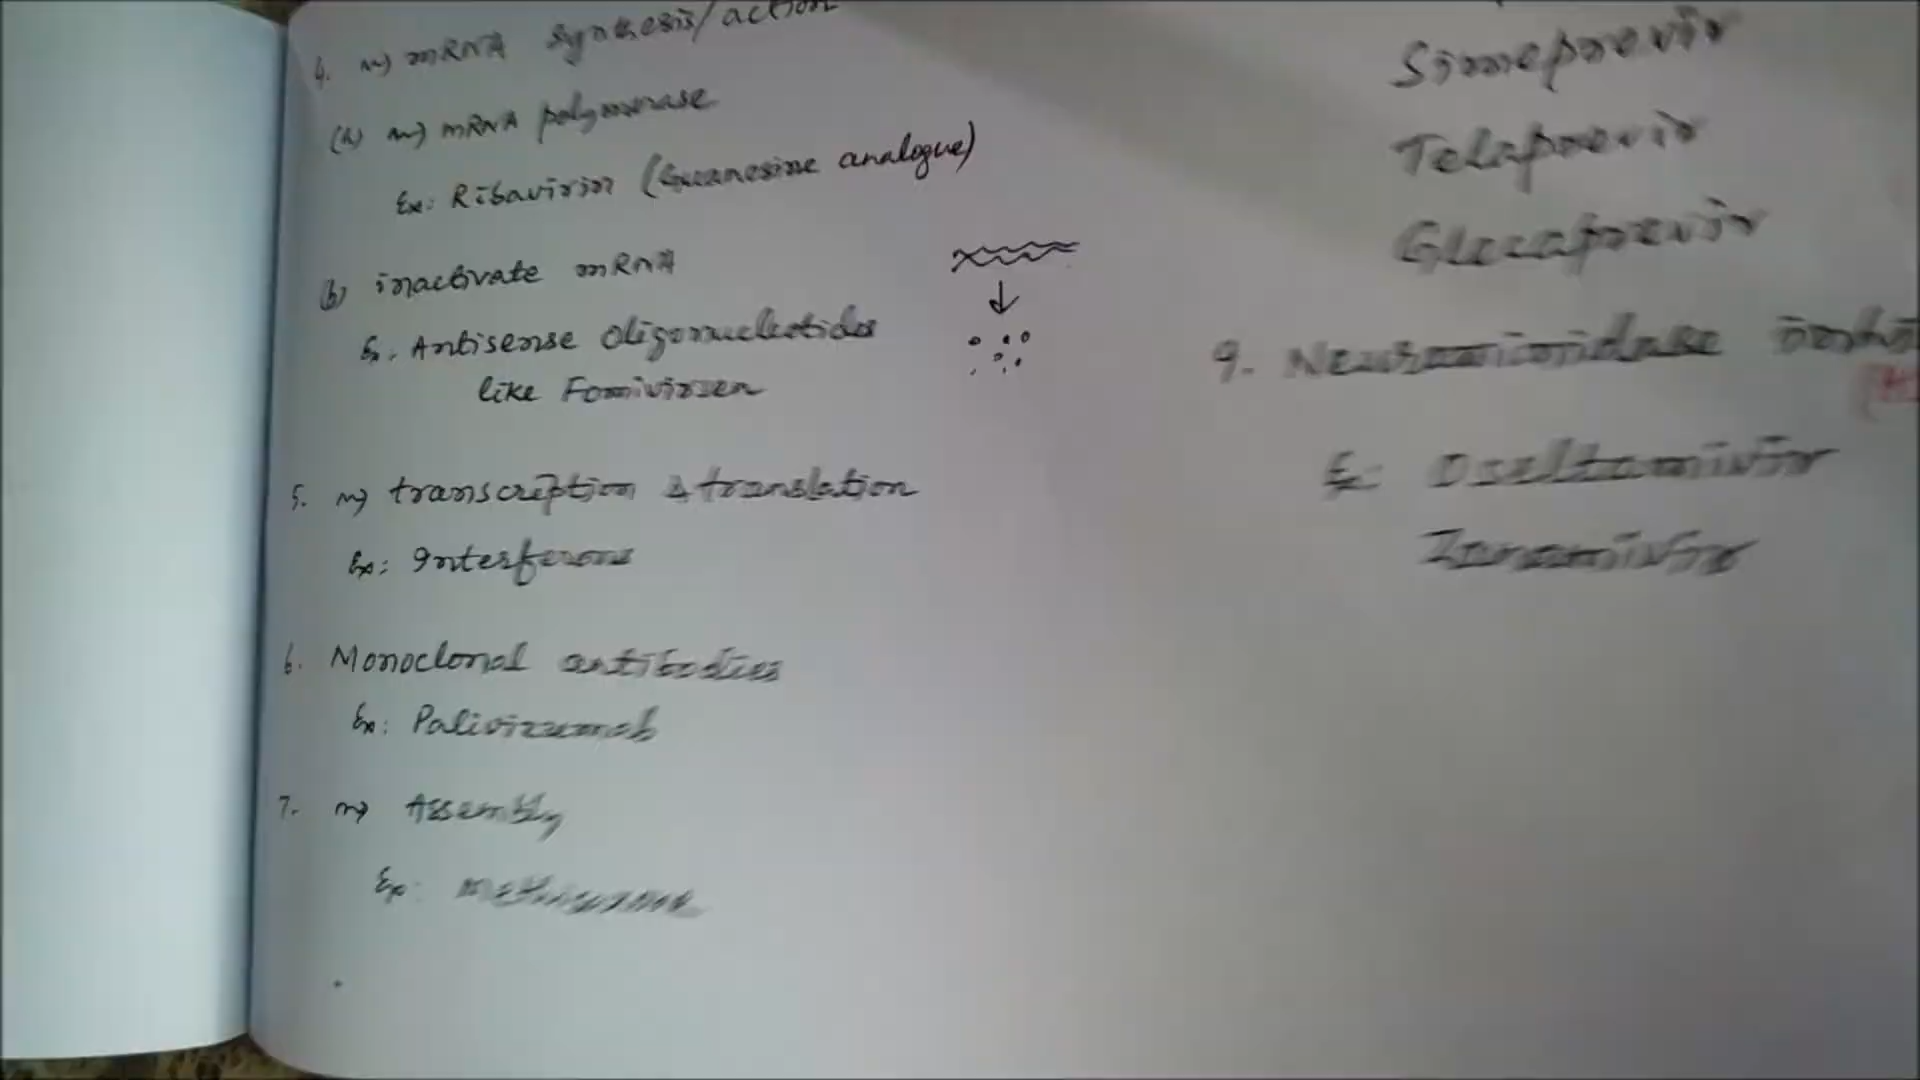 4. m) mRNA synthesis/action
(a) m) mRNA polymerase
Ex: Ribavirin (Guanosine analogue)
(b) inactivate mRNA
Ex. Antisense Oligonucleotides
like Fomivirsen
5. m) transcription & translation
Ex: Interferons
6. Monoclonal antibodies
Ex: Palivizumab
7. m) Assembly
Ex:
Simeprevir
Telaprevir
Glecaprevir
9. Neuraminidase
Ex: Oseltamivir
Zanamivir